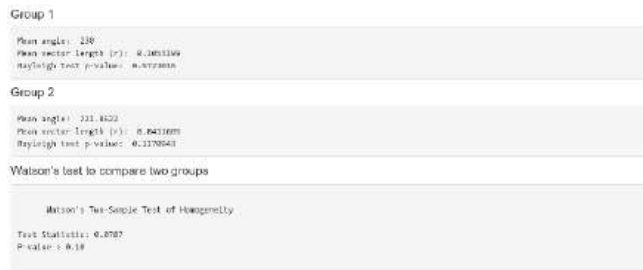 Group 1
Mean angle: 230
Mean vector length (r):
Rayleigh test p-value:
Group 2
Mean angle:
Mean vector length (r):
Rayleigh test p-value:
Watson's test to compare two groups
Watson's Two-Sample Test of Homogeneity
Test Statistic: 0.0787
P-value > 0.10